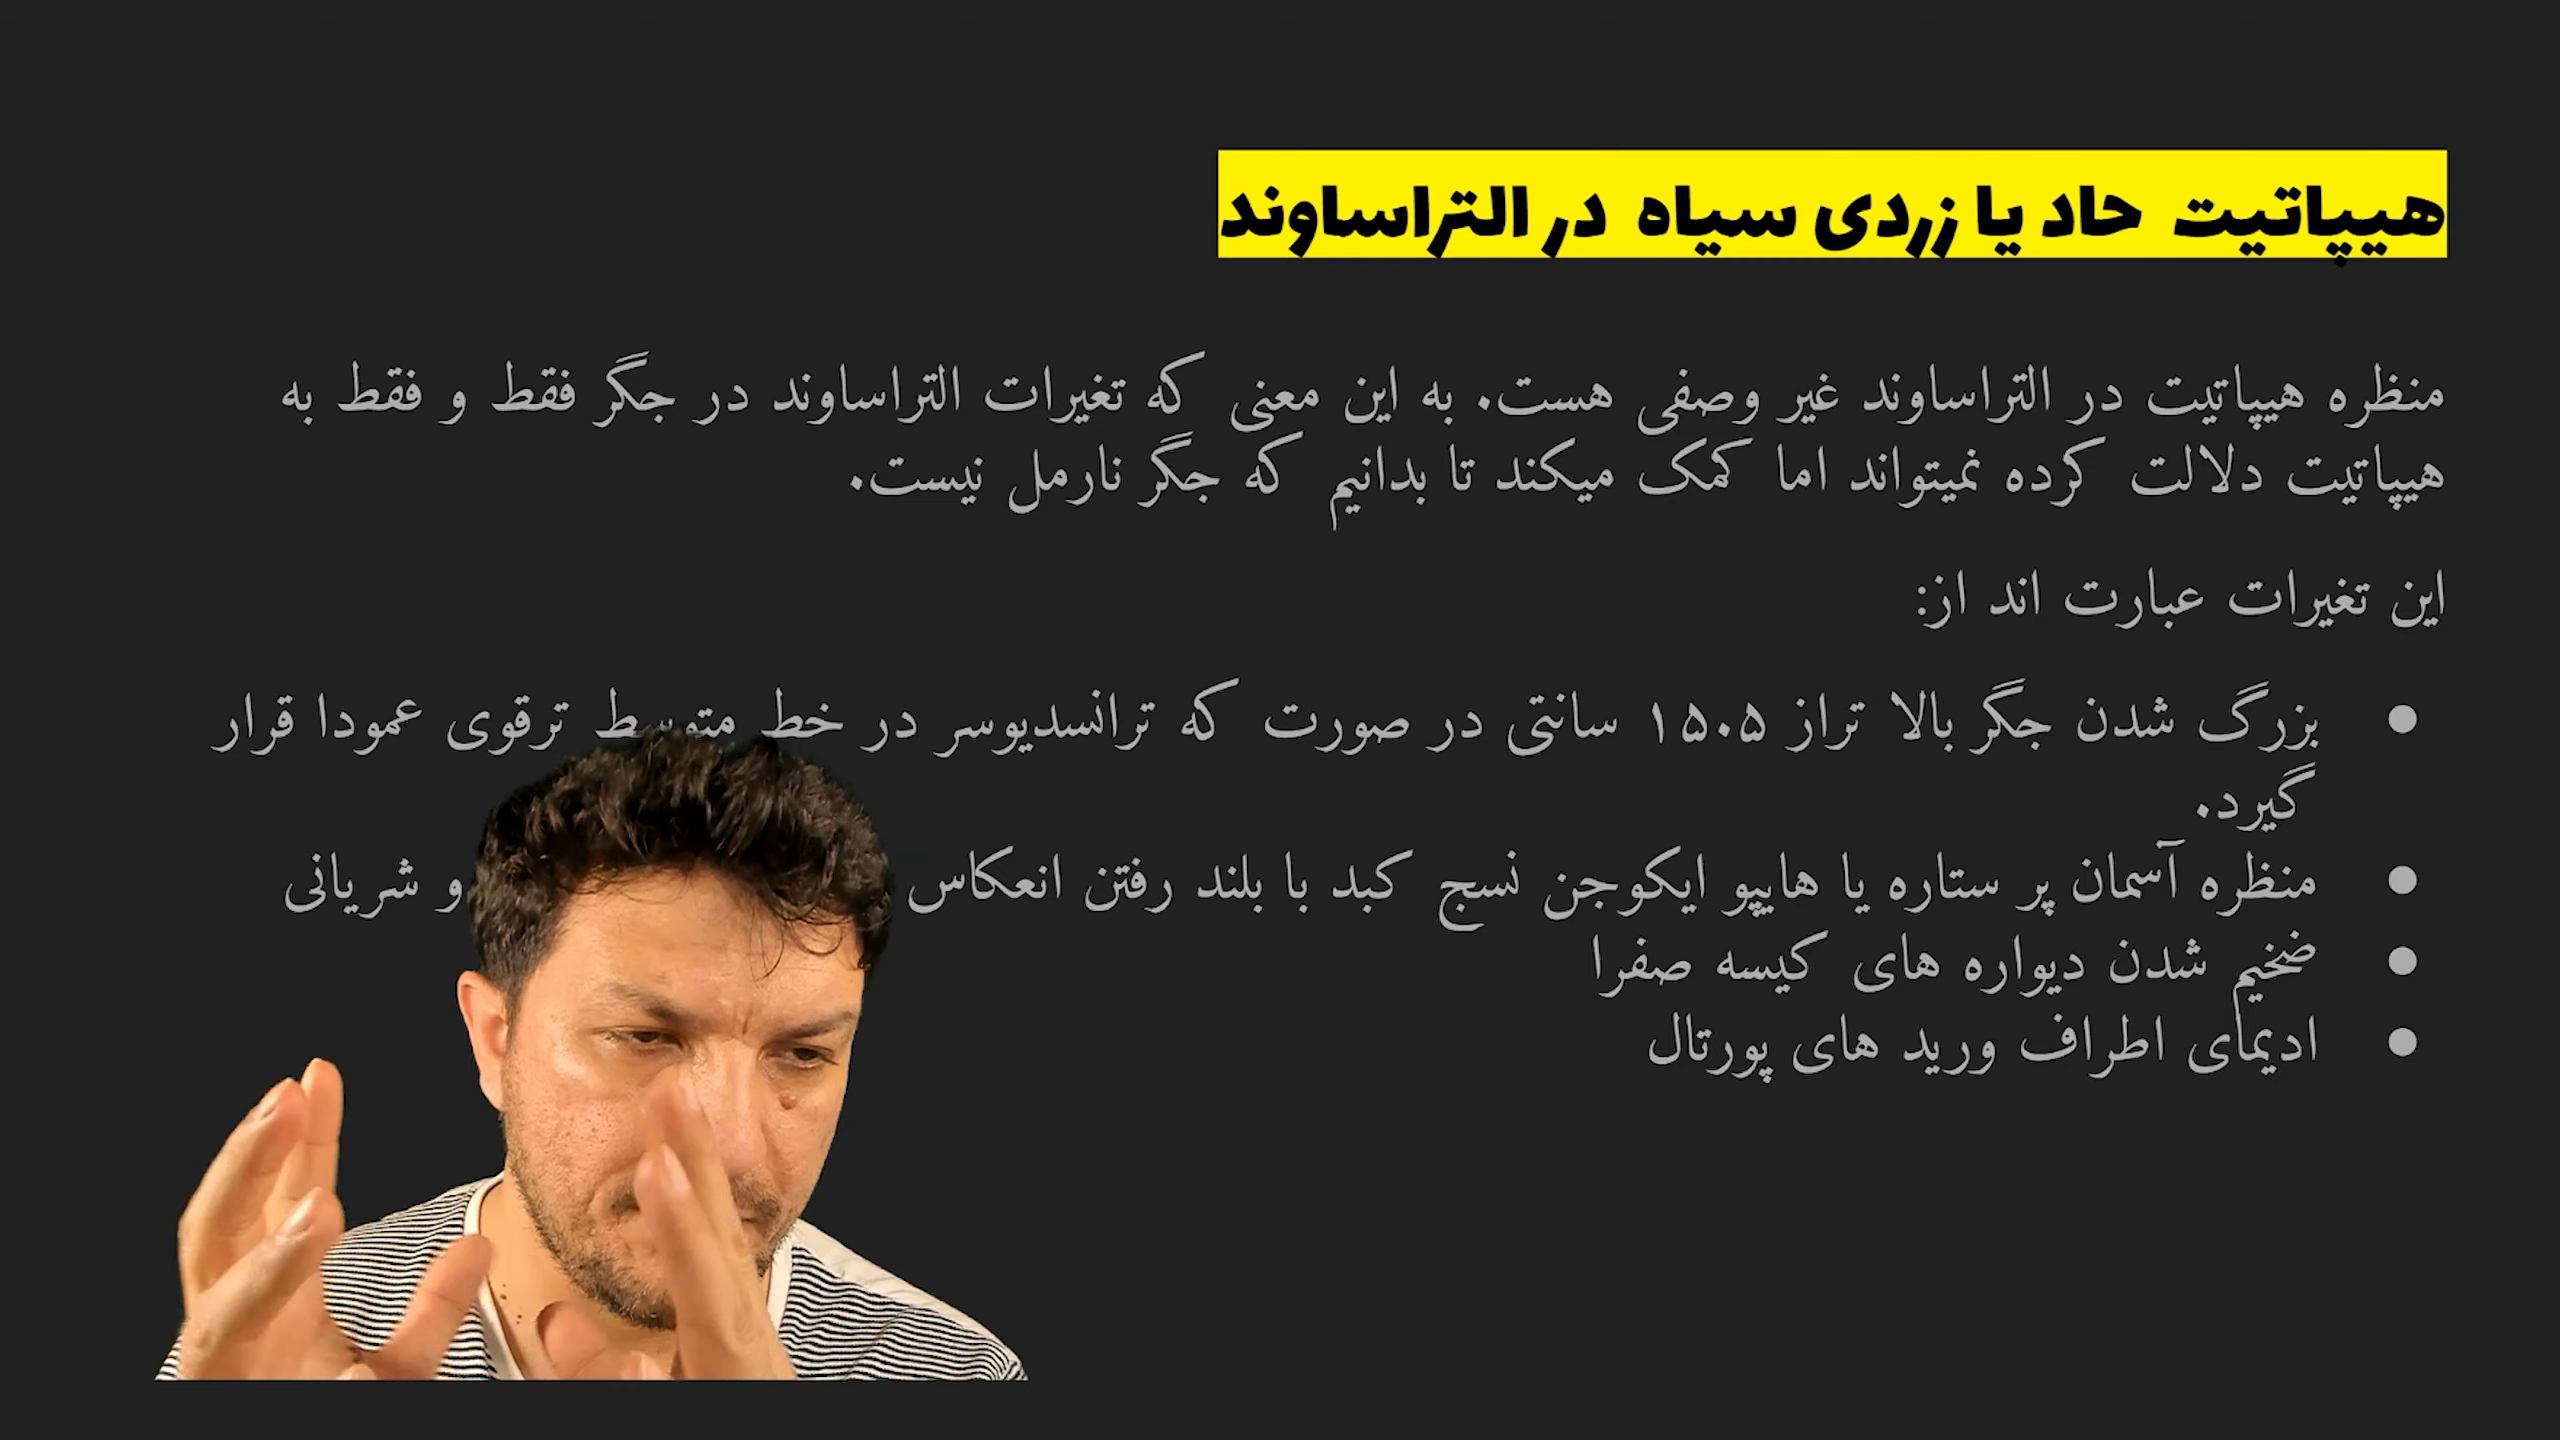 هیپاتیت حاد یا زردی سیاه در التراساوند
منظره هیپاتیت در التراساوند غیر وصفی هست. به این معنی که تغیرات التراساوند در جگر فقط و فقط به
هیپاتیت دلالت کرده نمیتواند اما کمک میکند تا بدانیم که جگر نارمل نیست.
این تغیرات عبارت اند از:
● بزرگ شدن جگر بالا تراز ۱۵.۵ سانتی در صورت که ترانسدیوسر در خط متوسط ترقوی عمودا قرار
گیرد.
● منظره آسمان پر ستاره یا هایپو ایکوجن نسج کبد با بلند رفتن انعکاس و شریانی
● ضخیم شدن دیواره های کیسه صفرا
● ادیمای اطراف ورید های پورتال